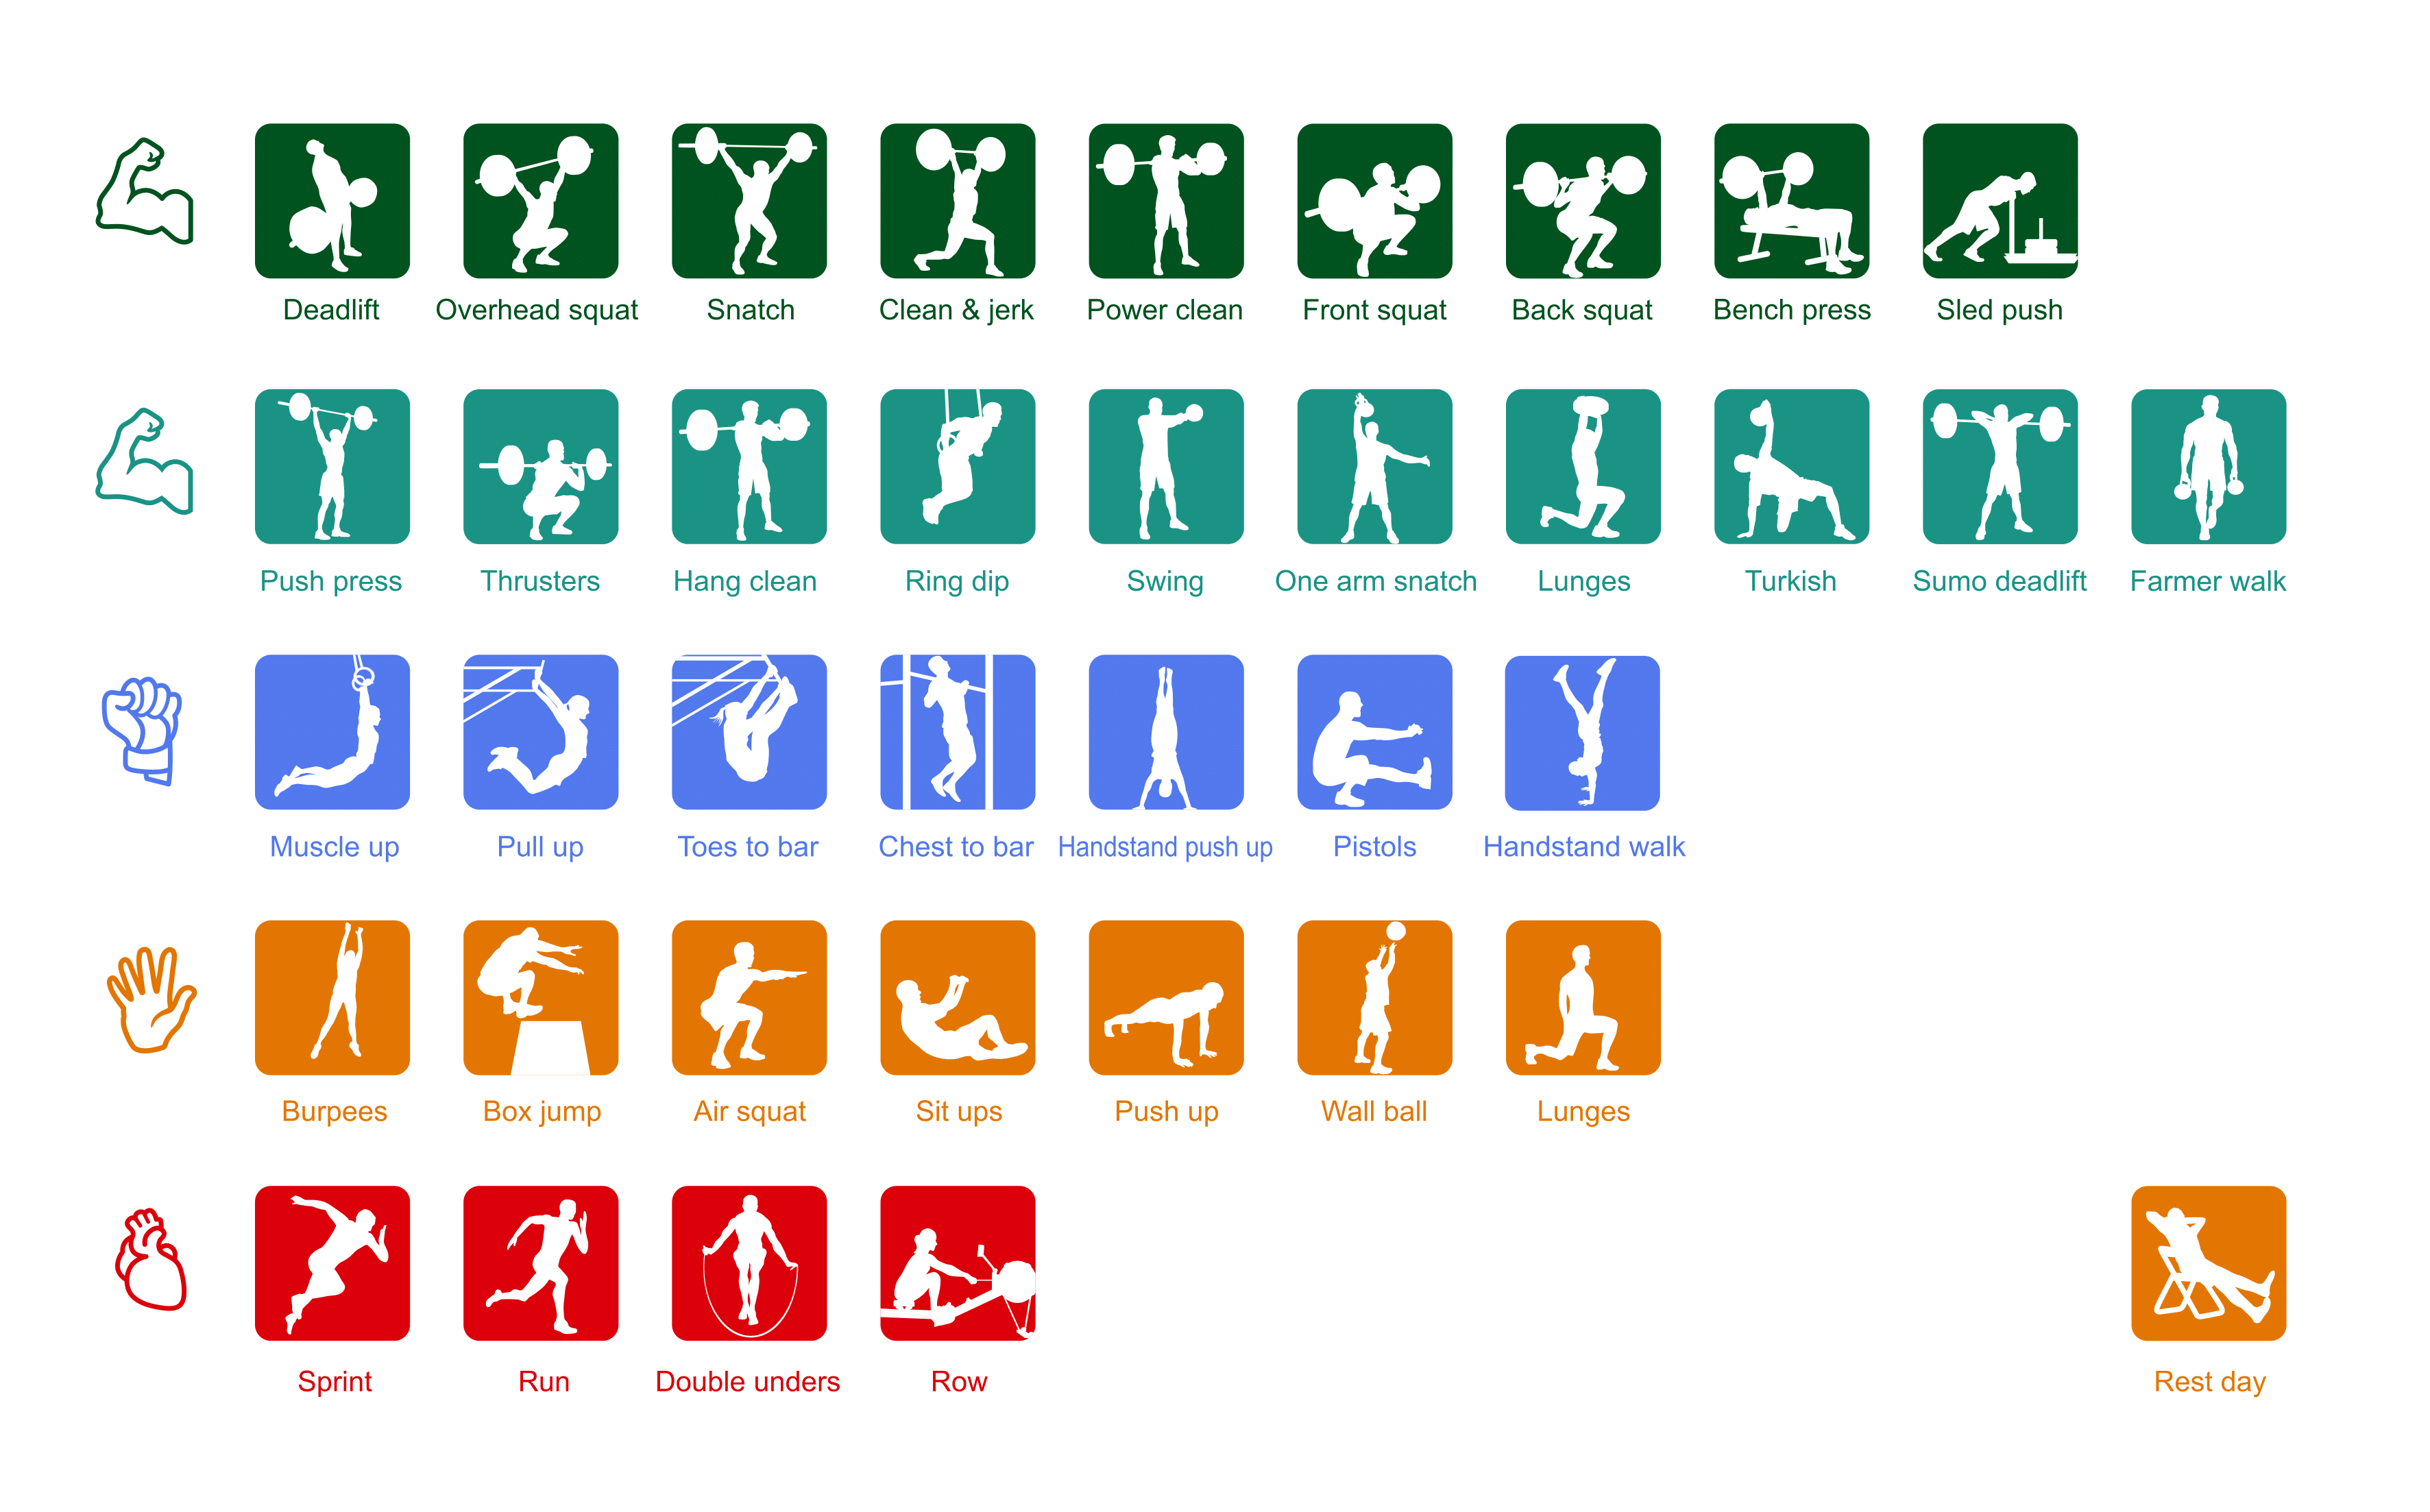 Deadlift
Overhead squat
Snatch
Clean & jerk
Power clean
Front squat
Back squat
Bench press
Sled push
Push press
Thrusters
Hang clean
Ring dip
Swing
One arm snatch
Lunges
Turkish
Sumo deadlift
Farmer walk
Muscle up
Pull up
Toes to bar
Chest to bar
Handstand push up
Pistols
Handstand walk
Burpees
Box jump
Air squat
Sit ups
Push up
Wall ball
Lunges
Sprint
Run
Double unders
Row
Rest day